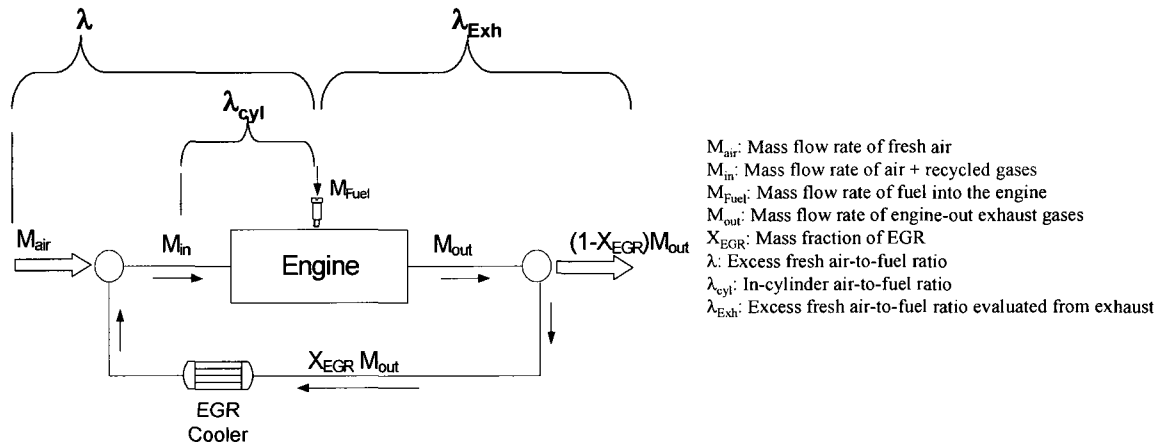 λ
λExh
λcyl
MFuel
Mair
Min
Engine
Mout
(1-XEGR)Mout
XEGR Mout
EGR
Cooler
Mair: Mass flow rate of fresh air
Min: Mass flow rate of air + recycled gases
MFuel: Mass flow rate of fuel into the engine
Mout: Mass flow rate of engine-out exhaust gases
XEGR: Mass fraction of EGR
λ: Excess fresh air-to-fuel ratio
λcyl: In-cylinder air-to-fuel ratio
λExh: Excess fresh air-to-fuel ratio evaluated from exhaust